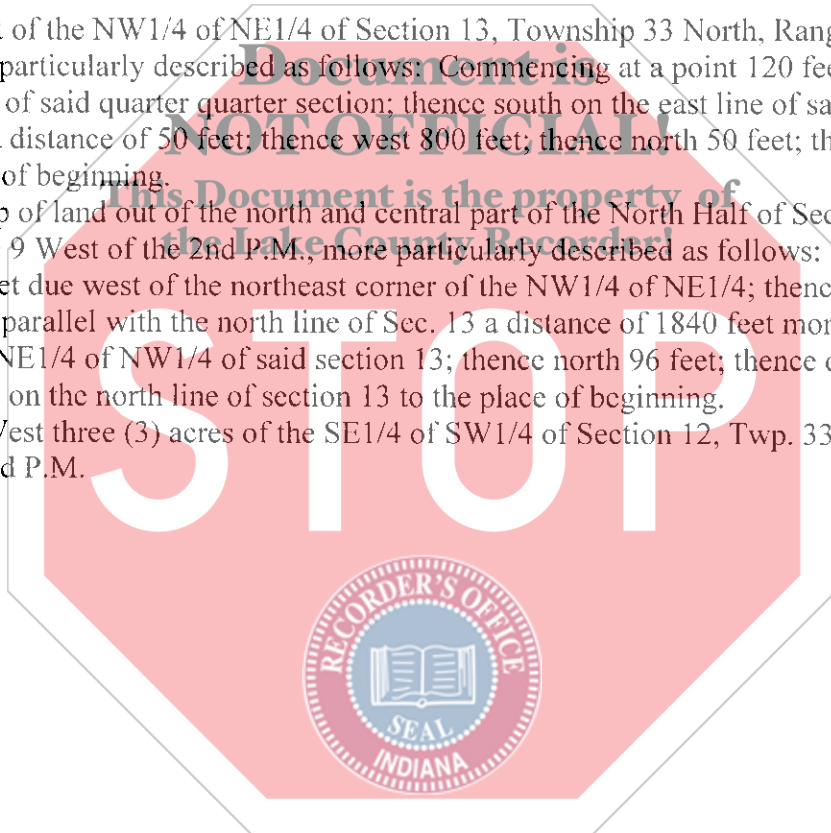 of the NW1/4 of NE1/4 of Section 13, Township 33 North, Rang
particularly described as follows: Commencing at a point 120 fee
of said quarter quarter section; thence south on the east line of sa
distance of 50 feet; thence west 800 feet; thence north 50 feet; th
of beginning.
p of land out of the north and central part of the North Half of Sec
9 West of the 2nd P.M., more particularly described as follows:
et due west of the northeast corner of the NW1/4 of NE1/4; thenc
parallel with the north line of Sec. 13 a distance of 1840 feet mor
NE1/4 of NW1/4 of said section 13; thence north 96 feet; thence
on the north line of section 13 to the place of beginning.
West three (3) acres of the SE1/4 of SW1/4 of Section 12, Twp. 33
d P.M.
Document is
NOT OFFICIAL!
This Document is the property of
the Lake County Recorder!
STOP
RECORDER'S OFFICE
SEAL
INDIANA